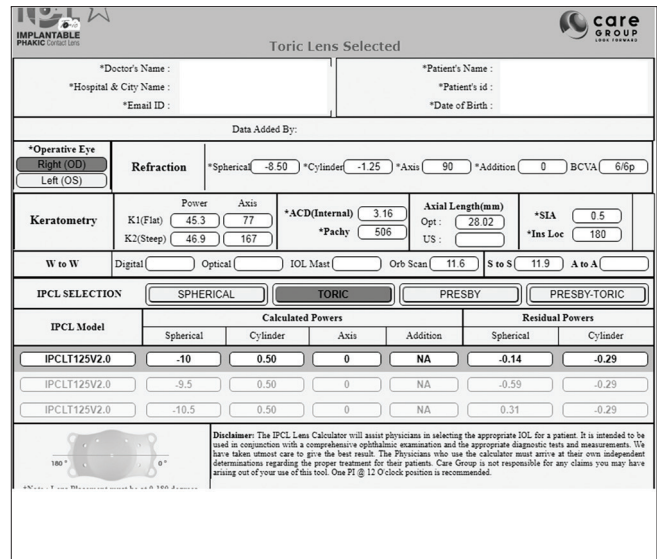 IMPLANTABLE
PHAKIC Contact Lens
care
GROUP
LOOK FORWARD
Toric Lens Selected
*Doctor's Name :
*Patient's Name :
*Hospital & City Name :
*Patient's id :
*Email ID :
*Date of Birth :
Data Added By:
*Operative Eye
Right (OD)
Left (OS)
Refraction *Spherical -8.50 *Cylinder -1.25 *Axis 90 *Addition 0 BCVA 6/6p
Keratometry
Power Axis
K1(Flat) 45.3 77
K2(Steep) 46.9 167
*ACD(Internal) 3.16
*Pachy 506
Axial Length(mm)
Opt : 28.02
US :
*SIA 0.5
*Ins Loc 180
W to W Digital Optical IOL Mast Orb Scan 11.6 S to S 11.9 A to A
IPCL SELECTION SPHERICAL TORIC PRESBY PRESBY-TORIC
IPCL Model Calculated Powers Residual Powers
Spherical Cylinder Axis Addition Spherical Cylinder
IPCLT125V2.0 -10 0.50 0 NA -0.14 -0.29
IPCLT125V2.0 -9.5 0.50 0 NA -0.59 -0.29
IPCLT125V2.0 -10.5 0.50 0 NA 0.31 -0.29
180 ° 0 °
Disclaimer: The IPCL Lens Calculator will assist physicians in selecting the appropriate IOL for a patient. It is intended to be
used in conjunction with a comprehensive ophthalmic examination and the appropriate diagnostic tests and measurements. We
have taken utmost care to give the best result. The Physicians who use the calculator must arrive at their own independent
determinations regarding the proper treatment for their patients. Care Group is not responsible for any claims you may have
arising out of your use of this tool. One PI @ 12 O'clock position is recommended.